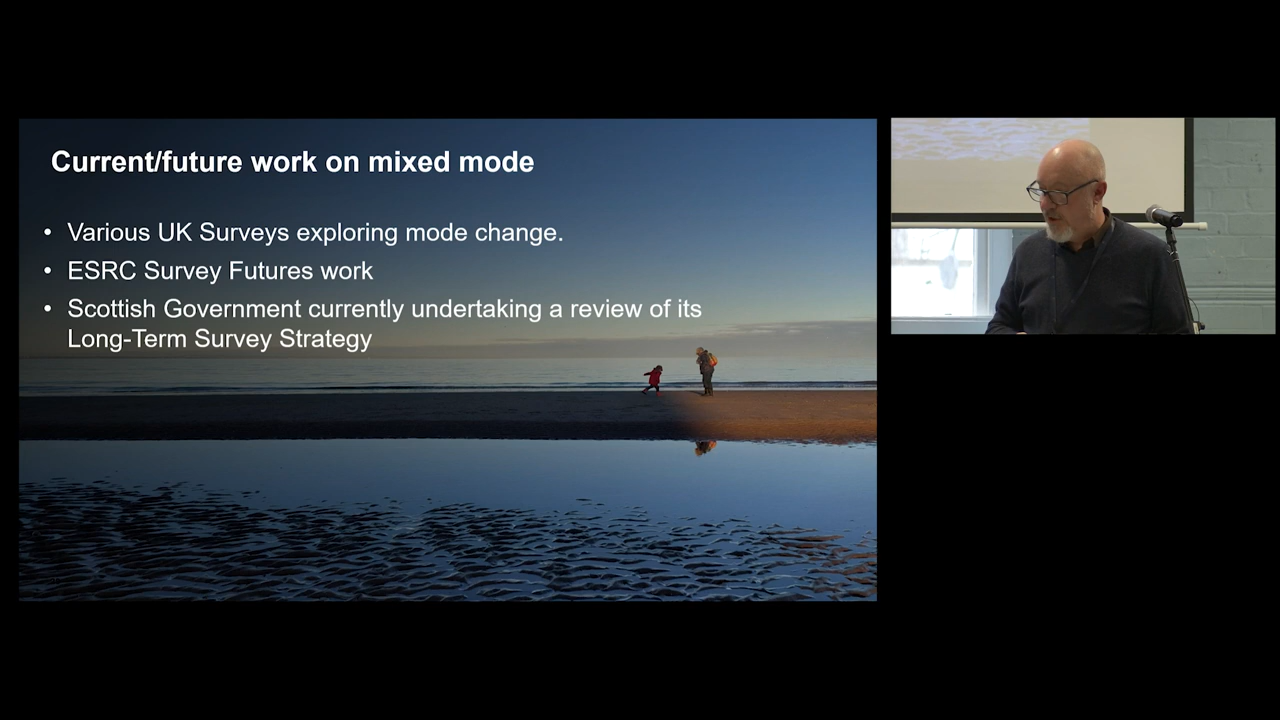 Current/future work on mixed mode
• Various UK Surveys exploring mode change.
• ESRC Survey Futures work
• Scottish Government currently undertaking a review of its
Long-Term Survey Strategy